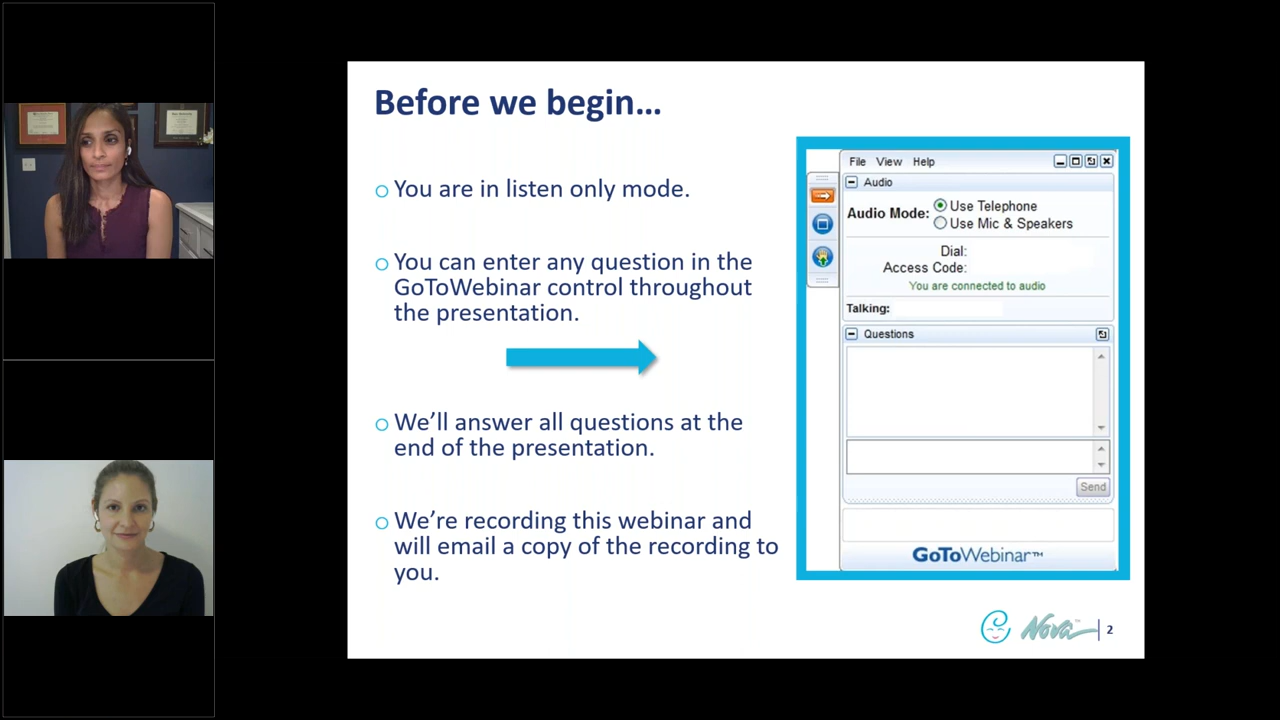 Before we begin…
o You are in listen only mode.
o You can enter any question in the
GoToWebinar control throughout
the presentation.
o We’ll answer all questions at the
end of the presentation.
o We’re recording this webinar and
will email a copy of the recording to
you.
File View Help
Audio
Audio Mode: Use Telephone
Use Mic & Speakers
Dial:
Access Code:
You are connected to audio
Talking:
Questions
Send
GoToWebinar™
Nova™ 2